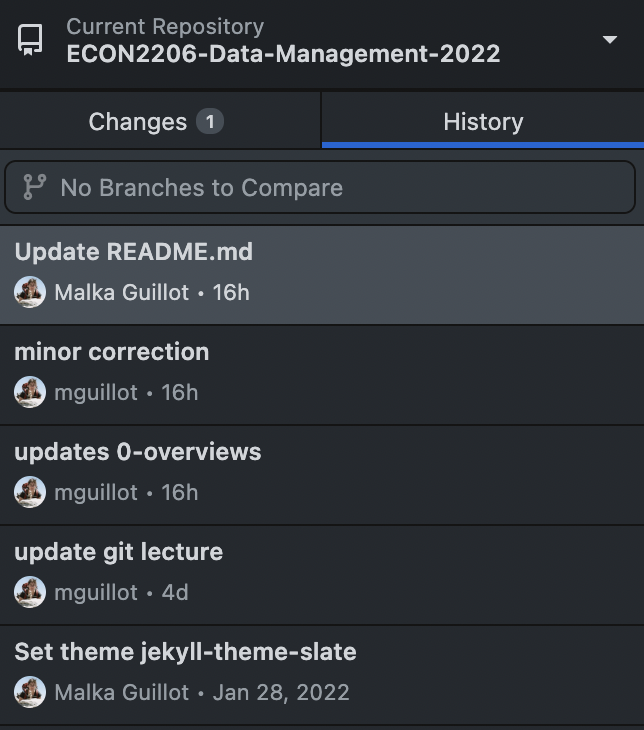 Current Repository
ECON2206-Data-Management-2022
Changes 1
History
No Branches to Compare
Update README.md
Malka Guillot • 16h
minor correction
mguillot • 16h
updates 0-overviews
mguillot • 16h
update git lecture
mguillot • 4d
Set theme jekyll-theme-slate
Malka Guillot • Jan 28, 2022